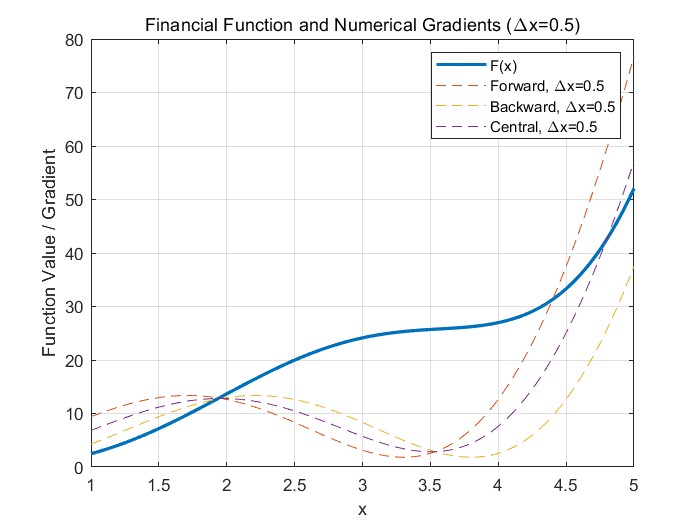 Financial Function and Numerical Gradients (Δx=0.5)
80
70
60
50
40
30
20
10
0
Function Value / Gradient
F(x)
Forward, Δx=0.5
Backward, Δx=0.5
Central, Δx=0.5
1 1.5 2 2.5 3 3.5 4 4.5 5
x